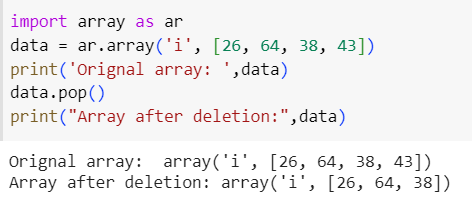 import array as ar
data = ar.array('i', [26, 64, 38, 43])
print('Orignal array: ',data)
data.pop()
print("Array after deletion:",data)
Orignal array:  array('i', [26, 64, 38, 43])
Array after deletion: array('i', [26, 64, 38])